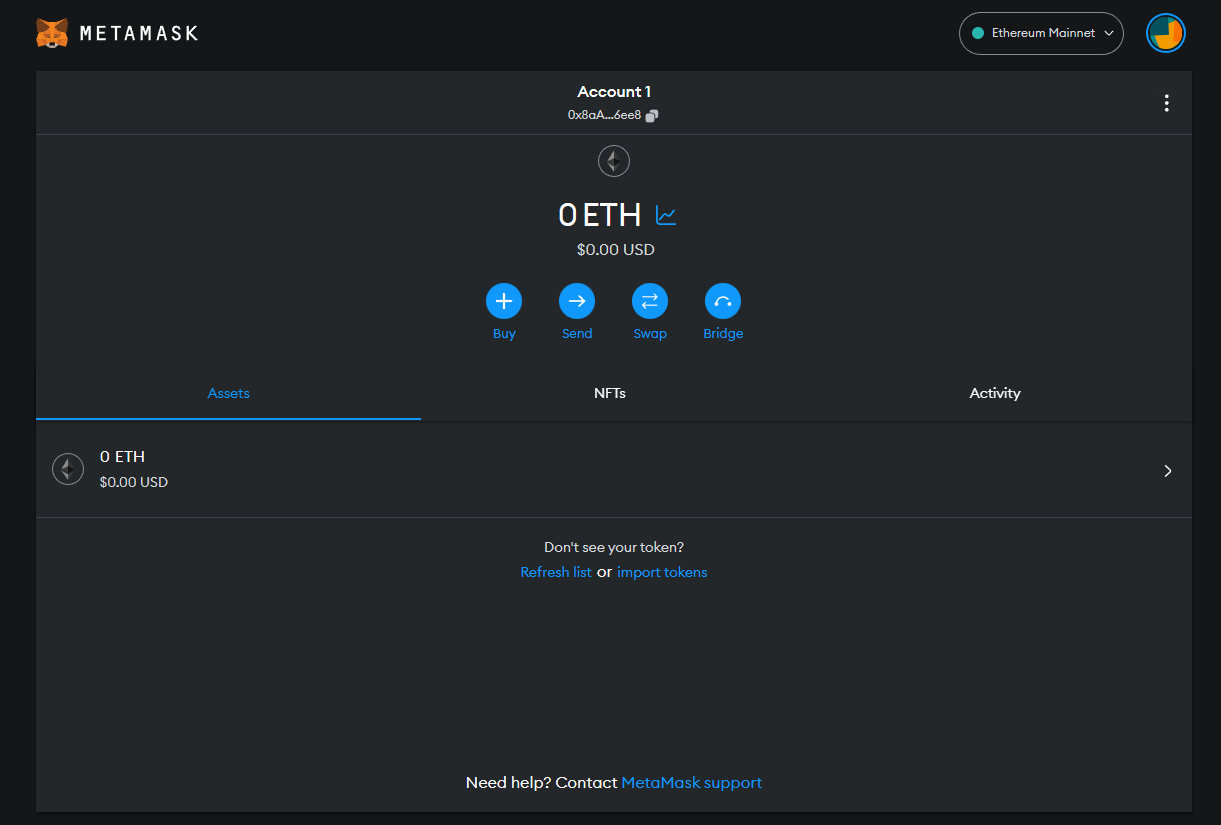 METAMASK
Ethereum Mainnet
Account 1
0x8aA...6ee8
0 ETH
$0.00 USD
Buy Send Swap Bridge
Assets NFTs Activity
0 ETH
$0.00 USD
Don't see your token?
Refresh list or import tokens
Need help? Contact MetaMask support